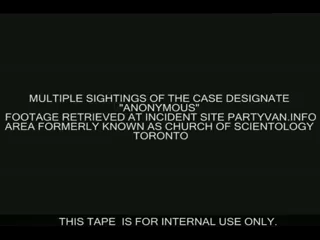 MULTIPLE SIGHTINGS OF THE CASE DESIGNATE
"ANONYMOUS"
FOOTAGE RETRIEVED AT INCIDENT SITE PARTYVAN.INFO
AREA FORMERLY KNOWN AS CHURCH OF SCIENTOLOGY
TORONTO
THIS TAPE IS FOR INTERNAL USE ONLY.